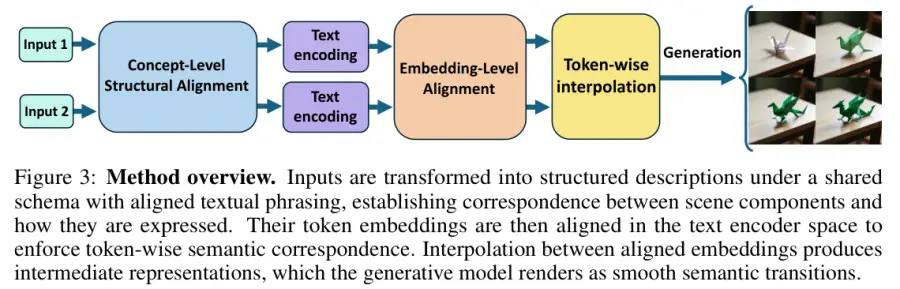 Input 1
Input 2
Concept-Level
Structural Alignment
Text
encoding
Text
encoding
Embedding-Level
Alignment
Token-wise
interpolation
Generation
Figure 3: Method overview. Inputs are transformed into structured descriptions under a shared
schema with aligned textual phrasing, establishing correspondence between scene components and
how they are expressed. Their token embeddings are then aligned in the text encoder space to
enforce token-wise semantic correspondence. Interpolation between aligned embeddings produces
intermediate representations, which the generative model renders as smooth semantic transitions.